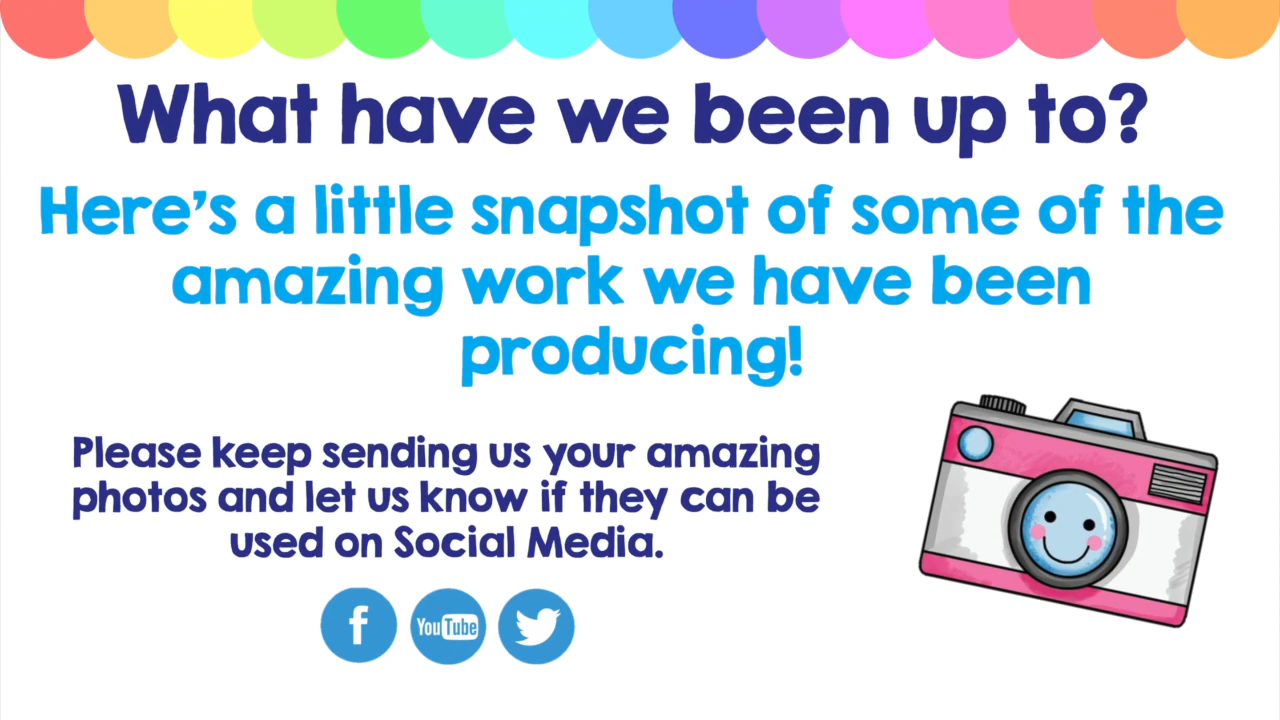 What have we been up to?
Here's a little snapshot of some of the
amazing work we have been
producing!
Please keep sending us your amazing
photos and let us know if they can be
used on Social Media.
f
YouTube